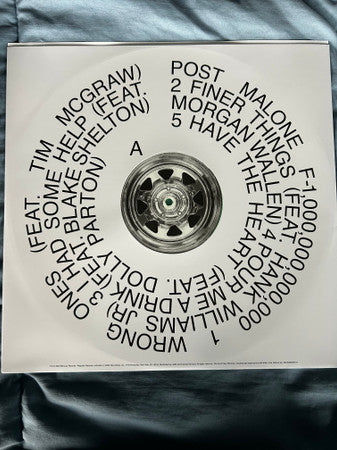 POST MALONE F-1,000,000,000 1 WRONG ONES (FEAT. TIM MCGRAW)
2 FINER THINGS (FEAT. HANK WILLIAMS JR) 3 I HAD SOME HELP (FEAT.
MORGAN WALLEN) 4 POUR ME A DRINK (FEAT. BLAKE SHELTON)
5 HAVE THE HEART (FEAT. DOLLY PARTON)
A